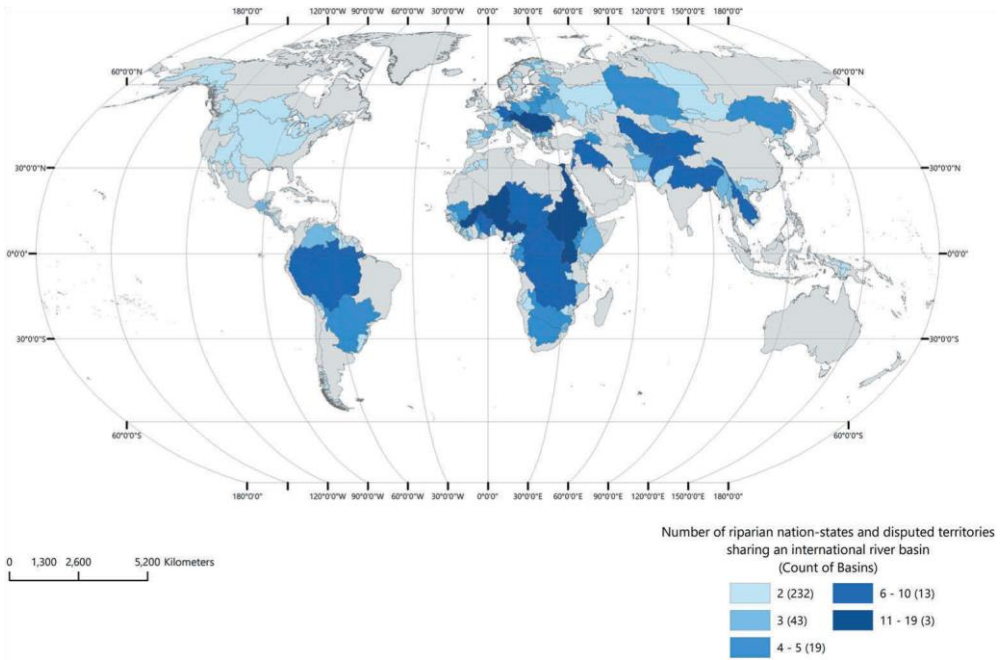 180°0'0" 120°0'0"W 90°0'0"W 60°0'0"W 30°0'0"W 0°0'0" 30°0'0"E 60°0'0"E 90°0'0"E 120°0'0"E 180°0'0"
60°0'0"N 60°0'0"N
30°0'0"N 30°0'0"N
0°0'0" 0°0'0"
30°0'0"S 30°0'0"S
60°0'0"S 60°0'0"S
180°0'0" 120°0'0"W 90°0'0"W 60°0'0"W 30°0'0"W 0°0'0" 30°0'0"E 60°0'0"E 90°0'0"E 120°0'0"E 150°0'0"E 180°0'0"
0 1,300 2,600 5,200 Kilometers
Number of riparian nation-states and disputed territories
sharing an international river basin
(Count of Basins)
2 (232) 6 - 10 (13)
3 (43) 11 - 19 (3)
4 - 5 (19)